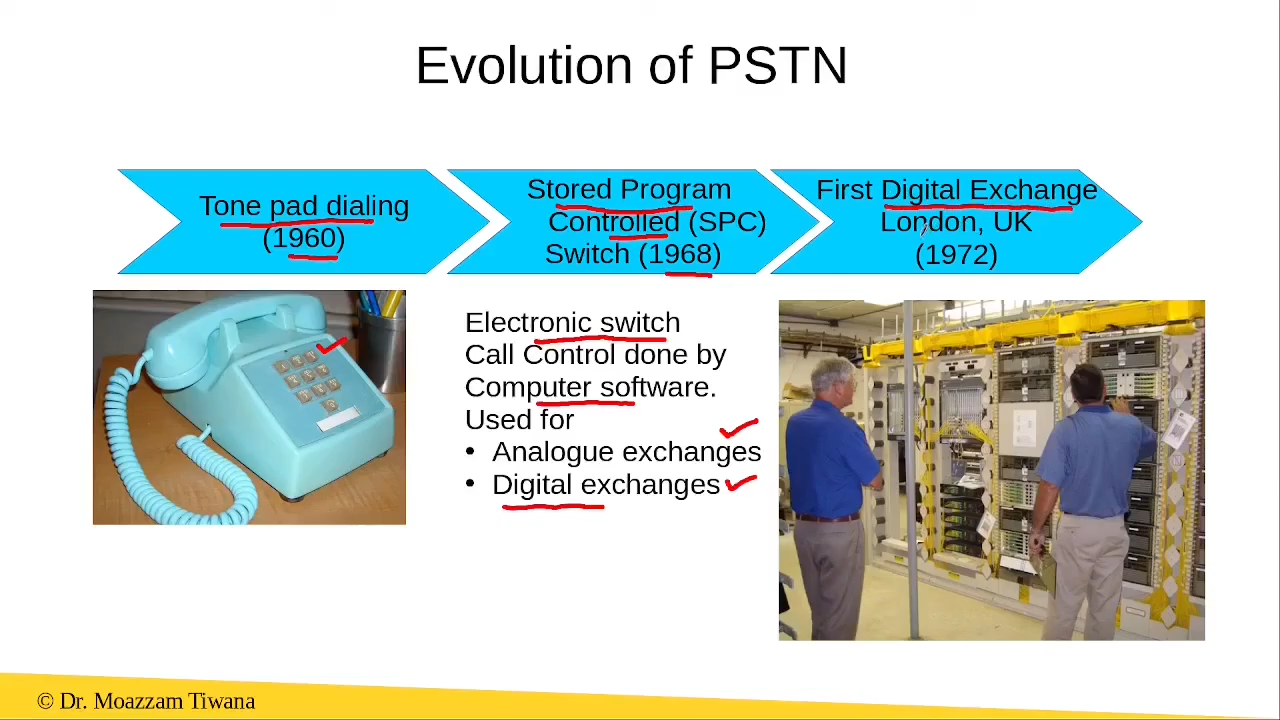 Evolution of PSTN
Tone pad dialing
(1960)
Stored Program
Controlled (SPC)
Switch (1968)
First Digital Exchange
London, UK
(1972)
Electronic switch
Call Control done by
Computer software.
Used for
• Analogue exchanges
• Digital exchanges
© Dr. Moazzam Tiwana